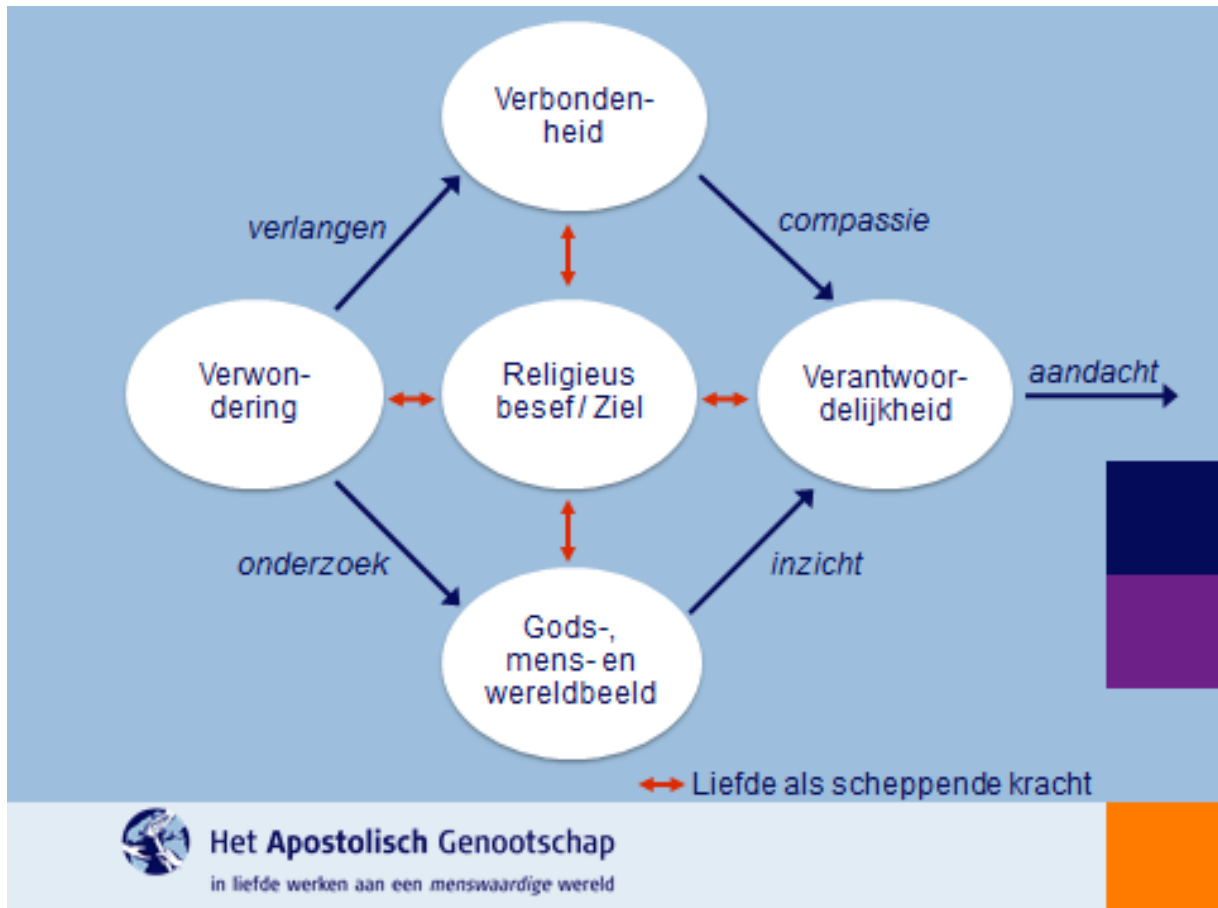 Verbonden-
heid
verlangen
compassie
Verwon-
dering
Religieus
besef / Ziel
Verantwoor-
delijkheid
aandacht
onderzoek
inzicht
Gods-,
mens- en
wereldbeeld
Liefde als scheppende kracht
Het Apostolisch Genootschap
in liefde werken aan een menswaardige wereld